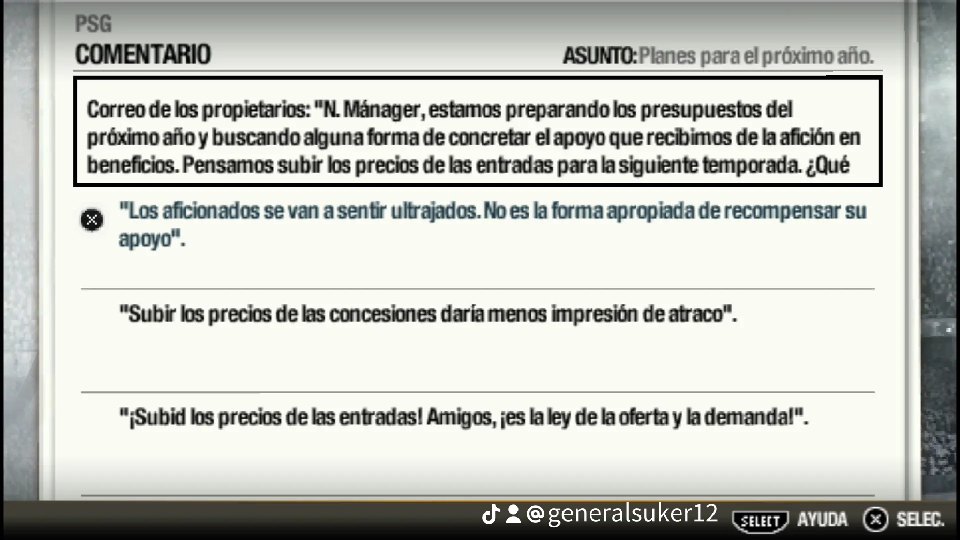 PSG
COMENTARIO
ASUNTO: Planes para el próximo año.
Correo de los propietarios: "N. Mánager, estamos preparando los presupuestos del
próximo año y buscando alguna forma de concretar el apoyo que recibimos de la afición en
beneficios. Pensamos subir los precios de las entradas para la siguiente temporada. ¿Qué
"Los aficionados se van a sentir ultrajados. No es la forma apropiada de recompensar su
apoyo".
"Subir los precios de las concesiones daría menos impresión de atraco".
"¡Subid los precios de las entradas! Amigos, ¡es la ley de la oferta y la demanda!".
@generalsuker12
SELECT AYUDA X SELEC.